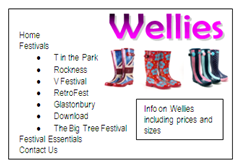 Wellies
Home
Festivals
• T in the Park
• Rockness
• V Festival
• RetroFest
• Glastonbury
• Download
• The Big Tree Festival
Festival Essentials
Contact Us
Info on Wellies
including prices and
sizes